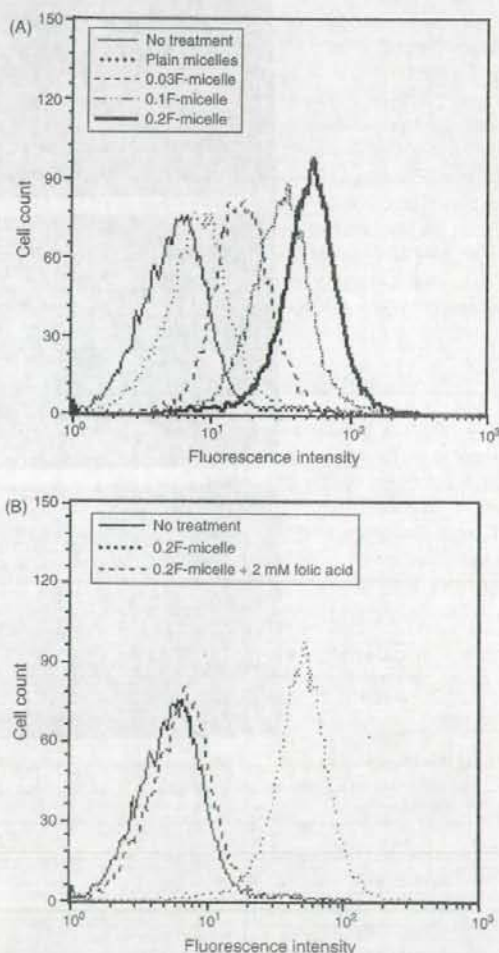 (A)
150
120
90
60
30
0
Cell count
No treatment
Plain micelles
0.03F-micelle
0.1F-micelle
0.2F-micelle
10⁰ 10¹ 10² 10³
Fluorescence intensity
(B)
150
120
90
60
30
0
Cell count
No treatment
0.2F-micelle
0.2F-micelle + 2 mM folic acid
10⁰ 10¹ 10² 10³
Fluorescence intensity